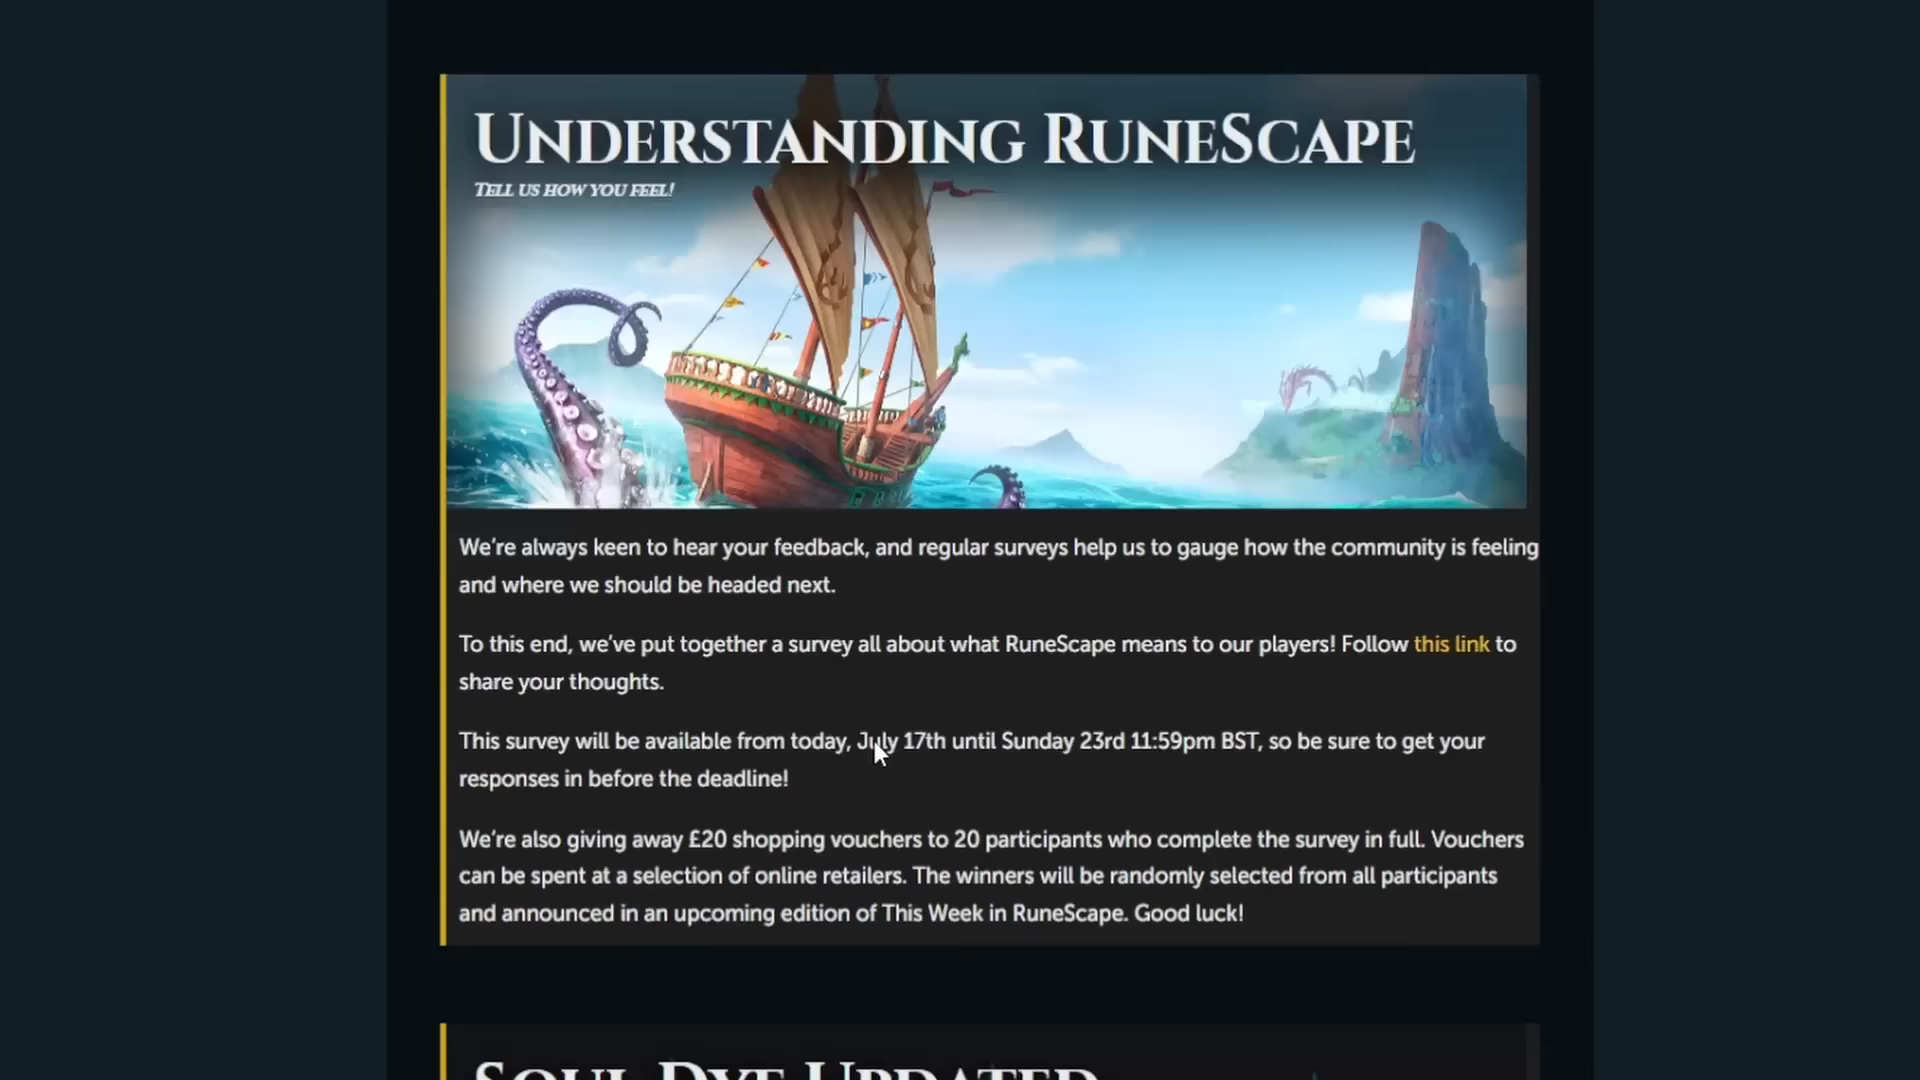 UNDERSTANDING RUNESCAPE
TELL US HOW YOU FEEL!
We're always keen to hear your feedback, and regular surveys help us to gauge how the community is feeling
and where we should be headed next.
To this end, we've put together a survey all about what RuneScape means to our players! Follow this link to
share your thoughts.
This survey will be available from today, July 17th until Sunday 23rd 11:59pm BST, so be sure to get your
responses in before the deadline!
We're also giving away £20 shopping vouchers to 20 participants who complete the survey in full. Vouchers
can be spent at a selection of online retailers. The winners will be randomly selected from all participants
and announced in an upcoming edition of This Week in RuneScape. Good luck!
SOUL DYE UPDATED